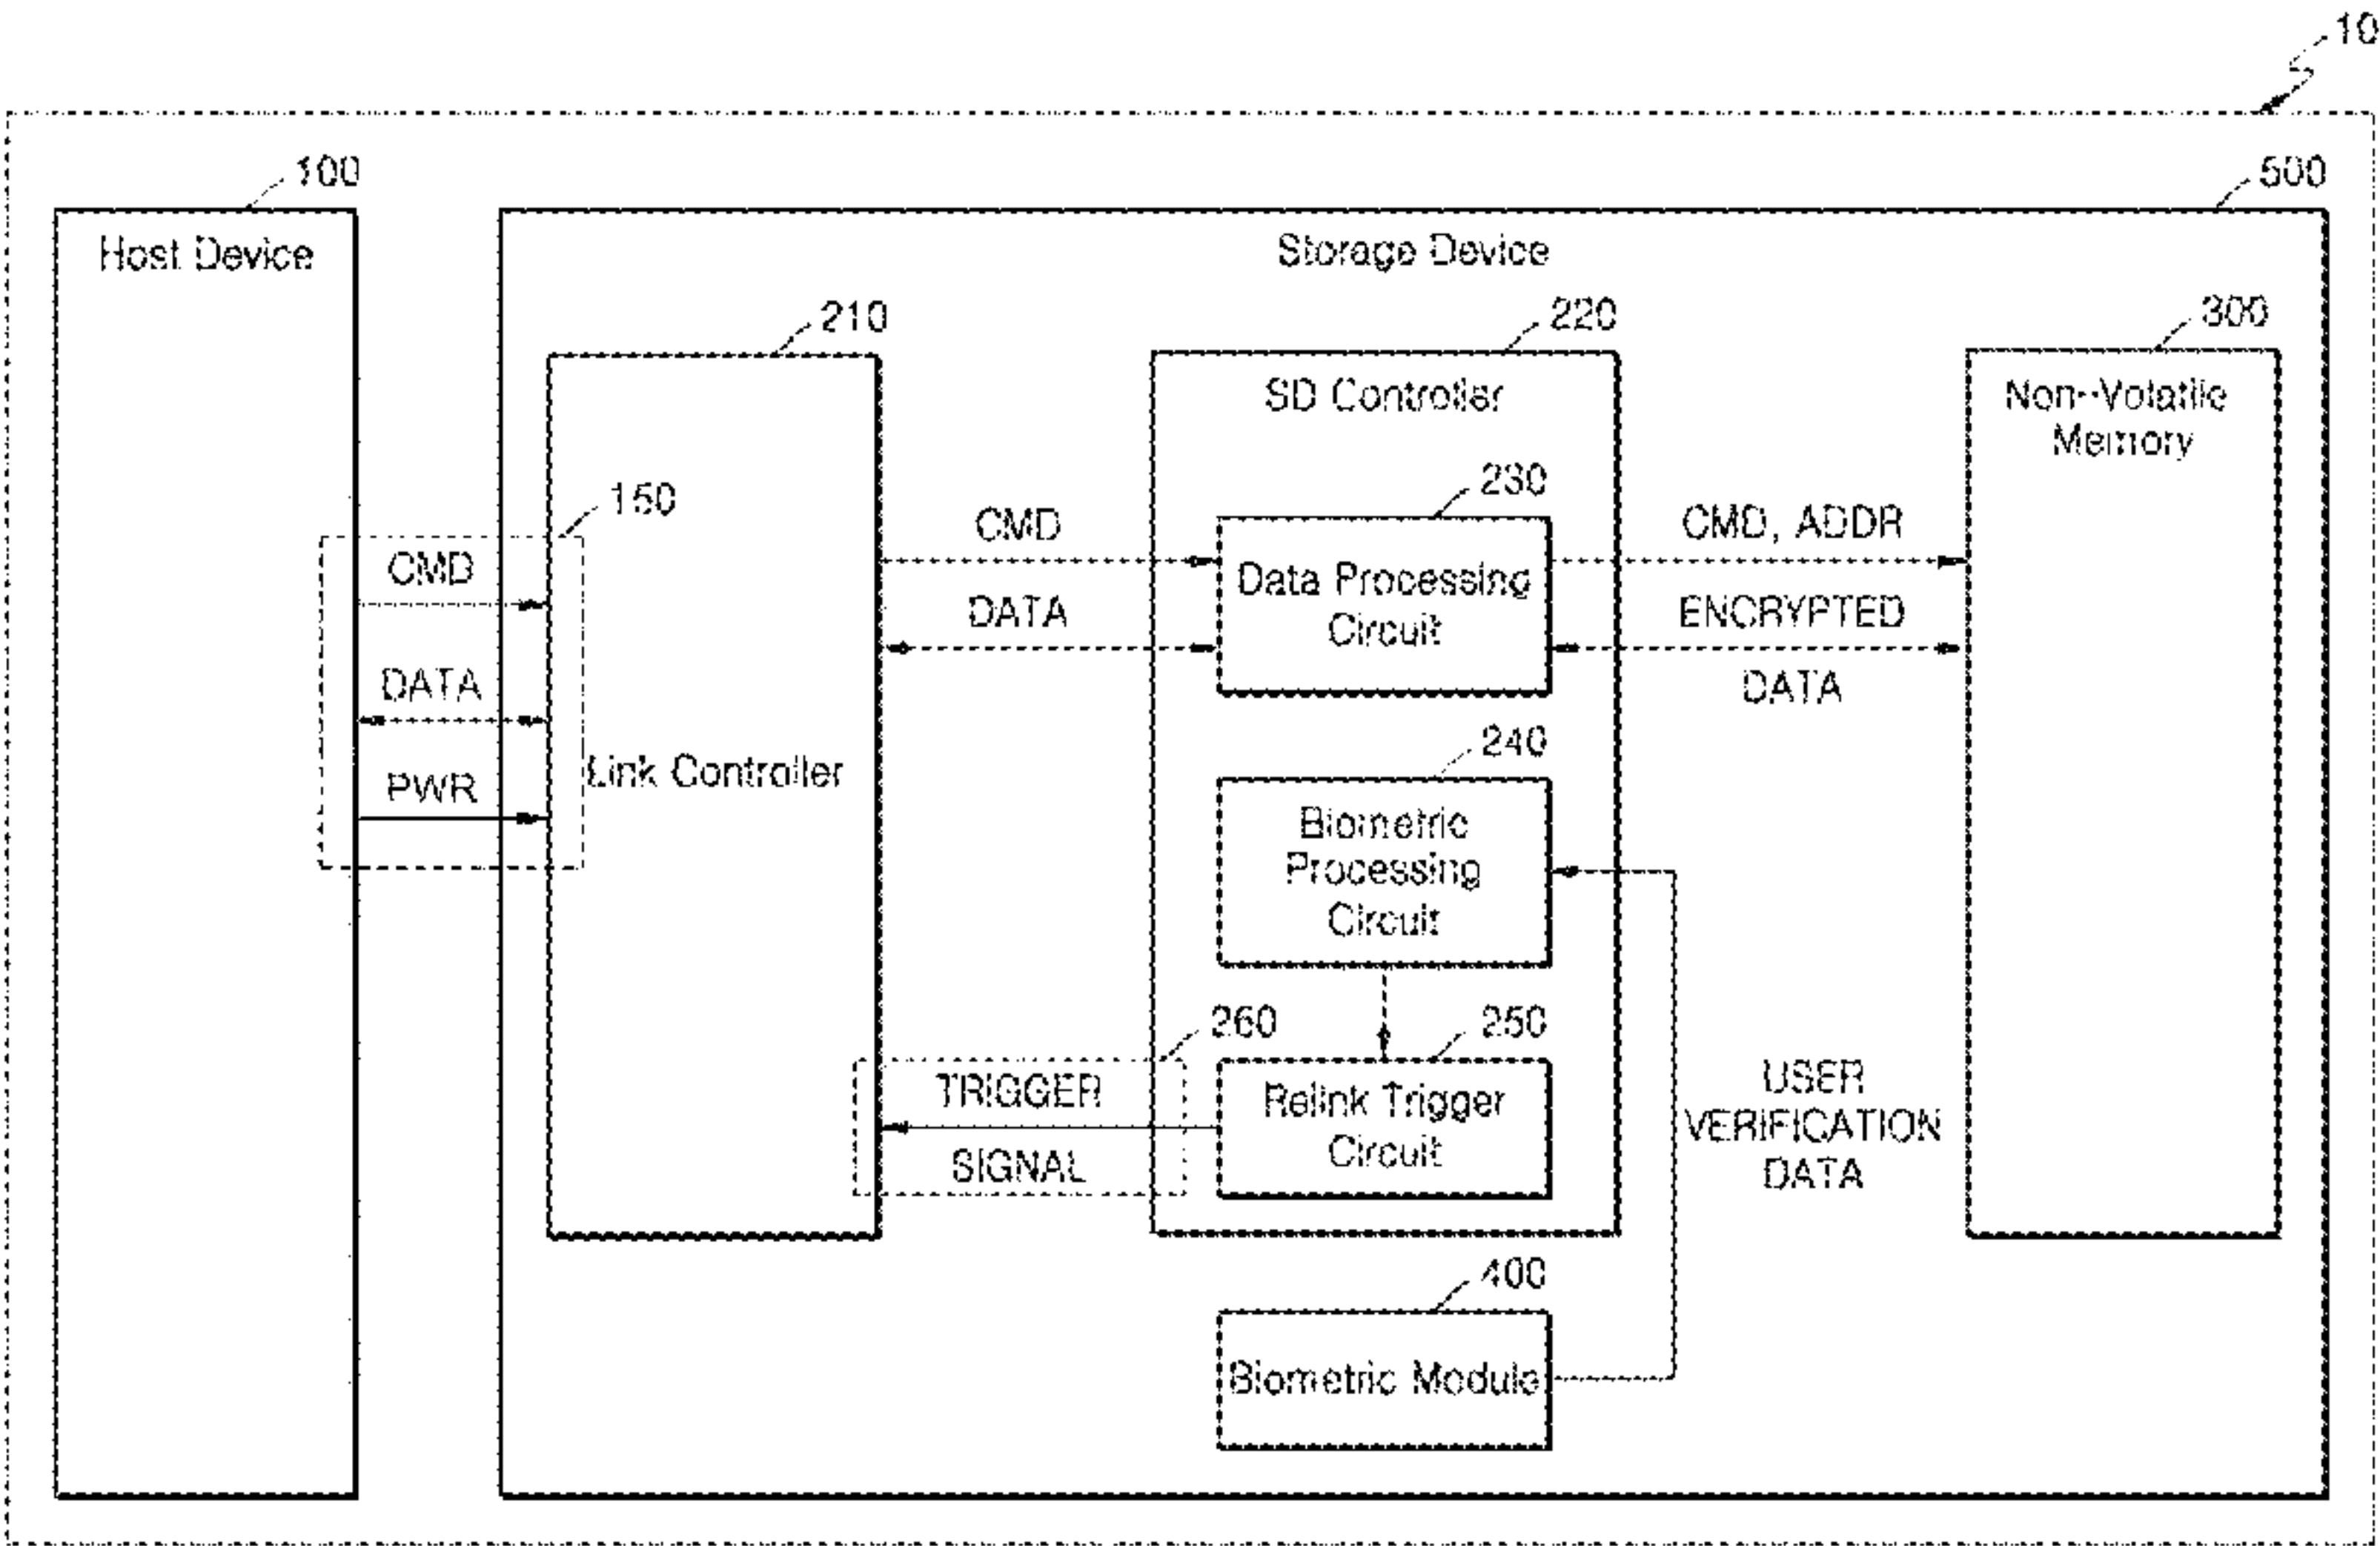 10
100
500
Host Device
Storage Device
210
220
300
SD Controller
Non-Volatile
Memory
150
230
CMD
CMD
CMD, ADDR
Data Processing
Circuit
DATA
ENCRYPTED
DATA
DATA
240
Link Controller
PWR
Biometric
Processing
Circuit
260
250
TRIGGER
SIGNAL
Relink Trigger
Circuit
USER
VERIFICATION
DATA
400
Biometric Module